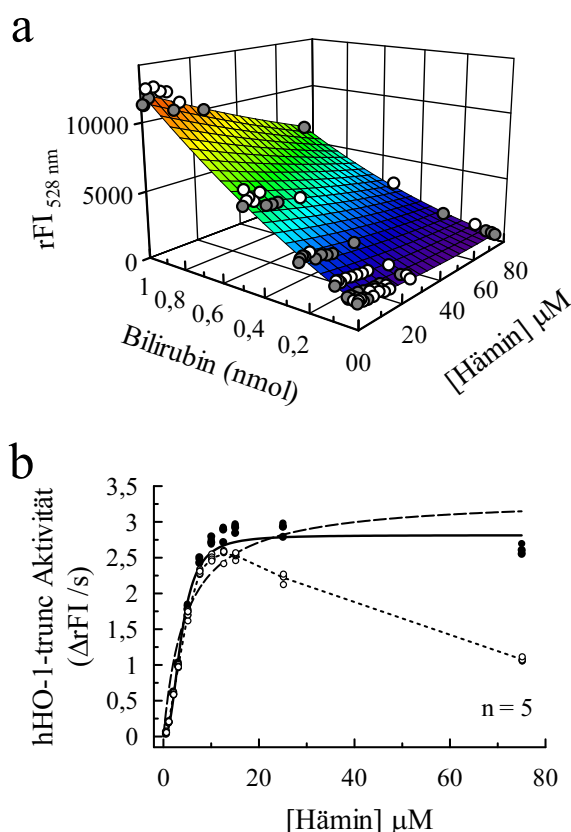 a
rFI 528 nm
10000
5000
0
1 0,8 0,6 0,4 0,2 0
Bilirubin (nmol)
0 20 40 60 80
[Hämin] µM
b
hHO-1-trunc Aktivität
(ΔrFI /s)
3,5
3
2,5
2
1,5
1
0,5
0
n = 5
0 20 40 60 80
[Hämin] µM